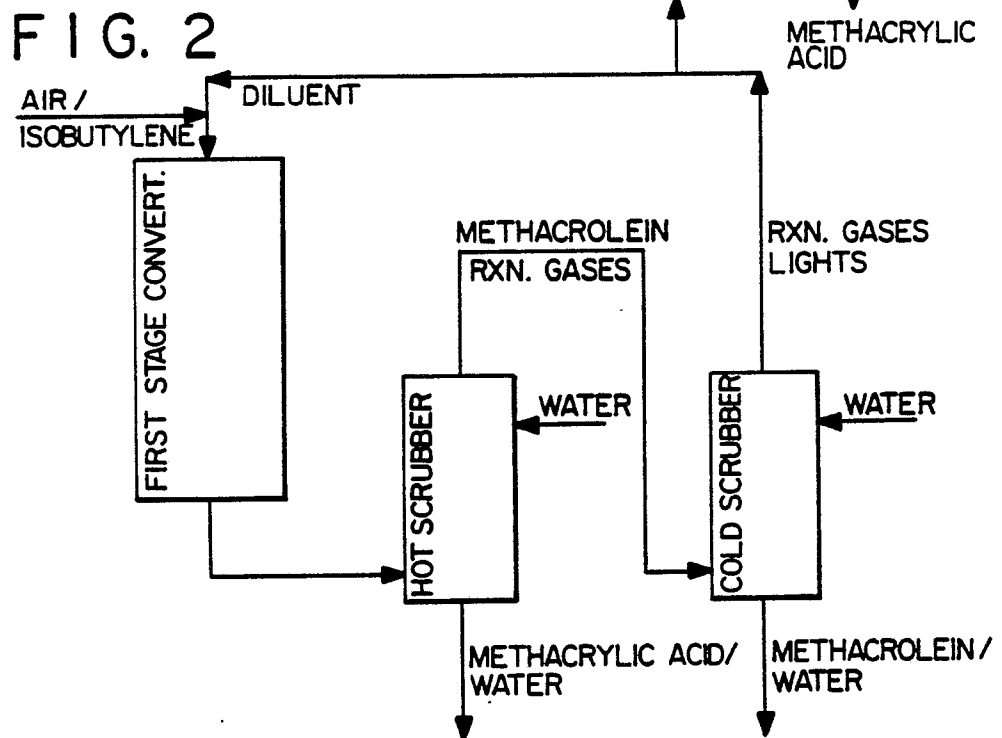 FIG. 2
METHACRYLIC
ACID
AIR/
ISOBUTYLENE
DILUENT
FIRST STAGE CONVERT.
METHACROLEIN
RXN. GASES
RXN. GASES
LIGHTS
HOT SCRUBBER
WATER
COLD SCRUBBER
WATER
METHACRYLIC ACID/
WATER
METHACROLEIN/
WATER